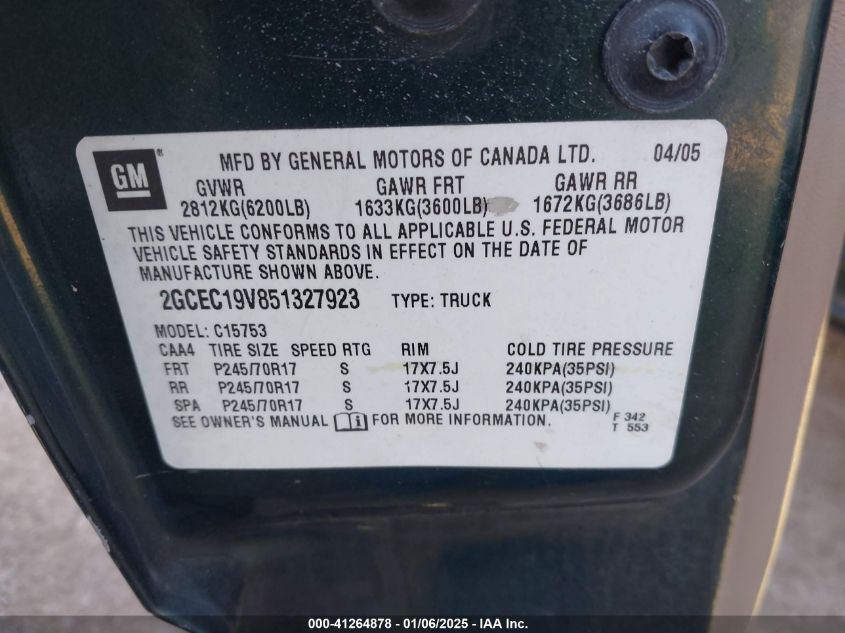 GM ® MFD BY GENERAL MOTORS OF CANADA LTD. 04/05
GVWR GAWR FRT GAWR RR
2812KG(6200LB) 1633KG(3600LB) 1672KG(3686LB)
THIS VEHICLE CONFORMS TO ALL APPLICABLE U.S. FEDERAL MOTOR
VEHICLE SAFETY STANDARDS IN EFFECT ON THE DATE OF
MANUFACTURE SHOWN ABOVE.
2GCEC19V851327923 TYPE: TRUCK
MODEL: C15753
CAA4 TIRE SIZE SPEED RTG RIM COLD TIRE PRESSURE
FRT P245/70R17 S 17X7.5J 240KPA(35PSI)
RR P245/70R17 S 17X7.5J 240KPA(35PSI)
SPA P245/70R17 S 17X7.5J 240KPA(35PSI)
SEE OWNER'S MANUAL FOR MORE INFORMATION. F 342
T 553
000-41264878 - 01/06/2025 - IAA Inc.